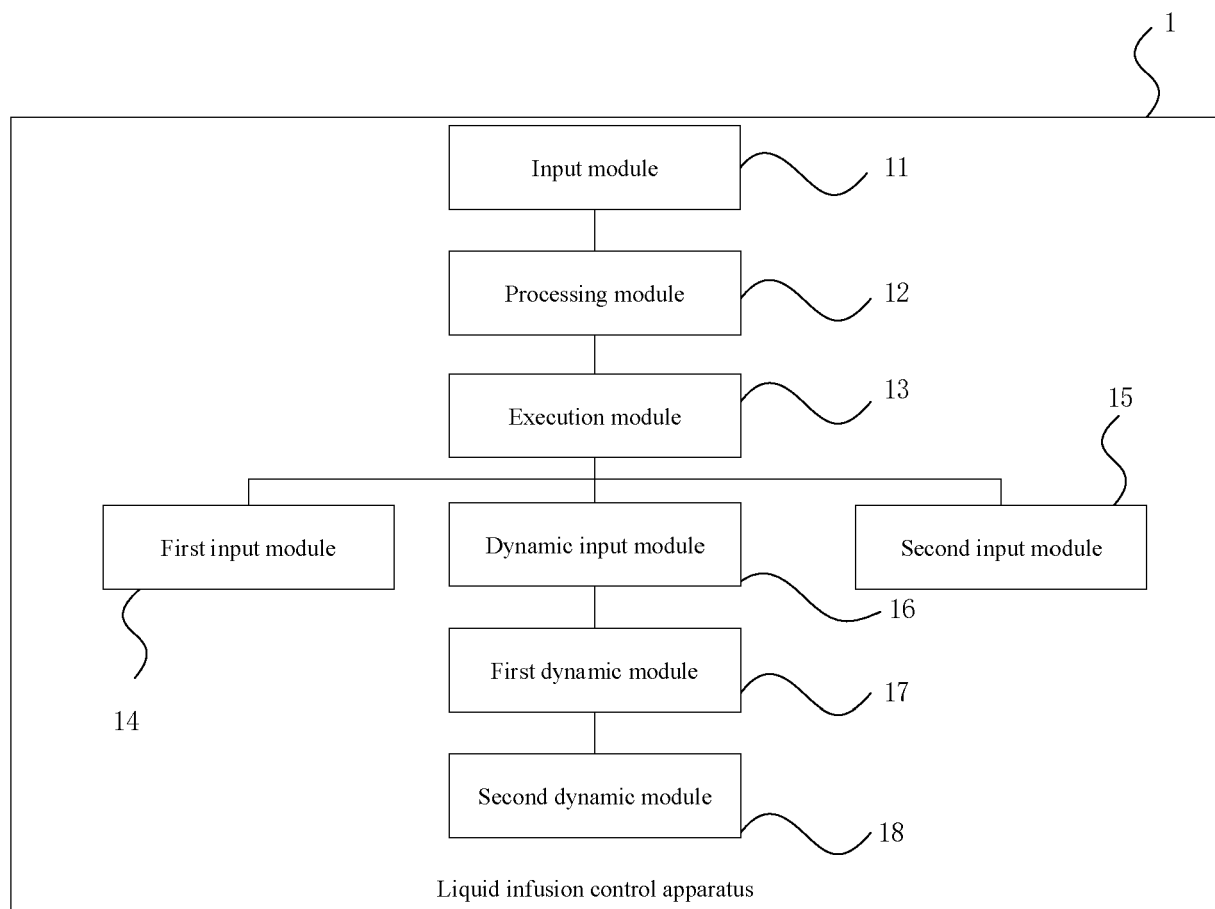 1
Input module
11
Processing module
12
Execution module
13
15
First input module
Dynamic input module
Second input module
16
First dynamic module
17
14
Second dynamic module
18
Liquid infusion control apparatus